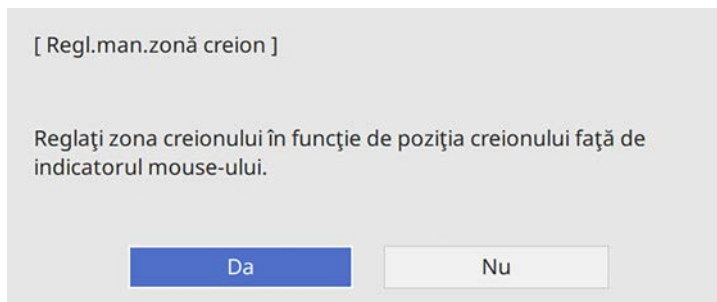 [ Regl.man.zonă creion ]
Reglaţi zona creionului în funcţie de poziţia creionului faţă de
indicatorul mouse-ului.
Da
Nu